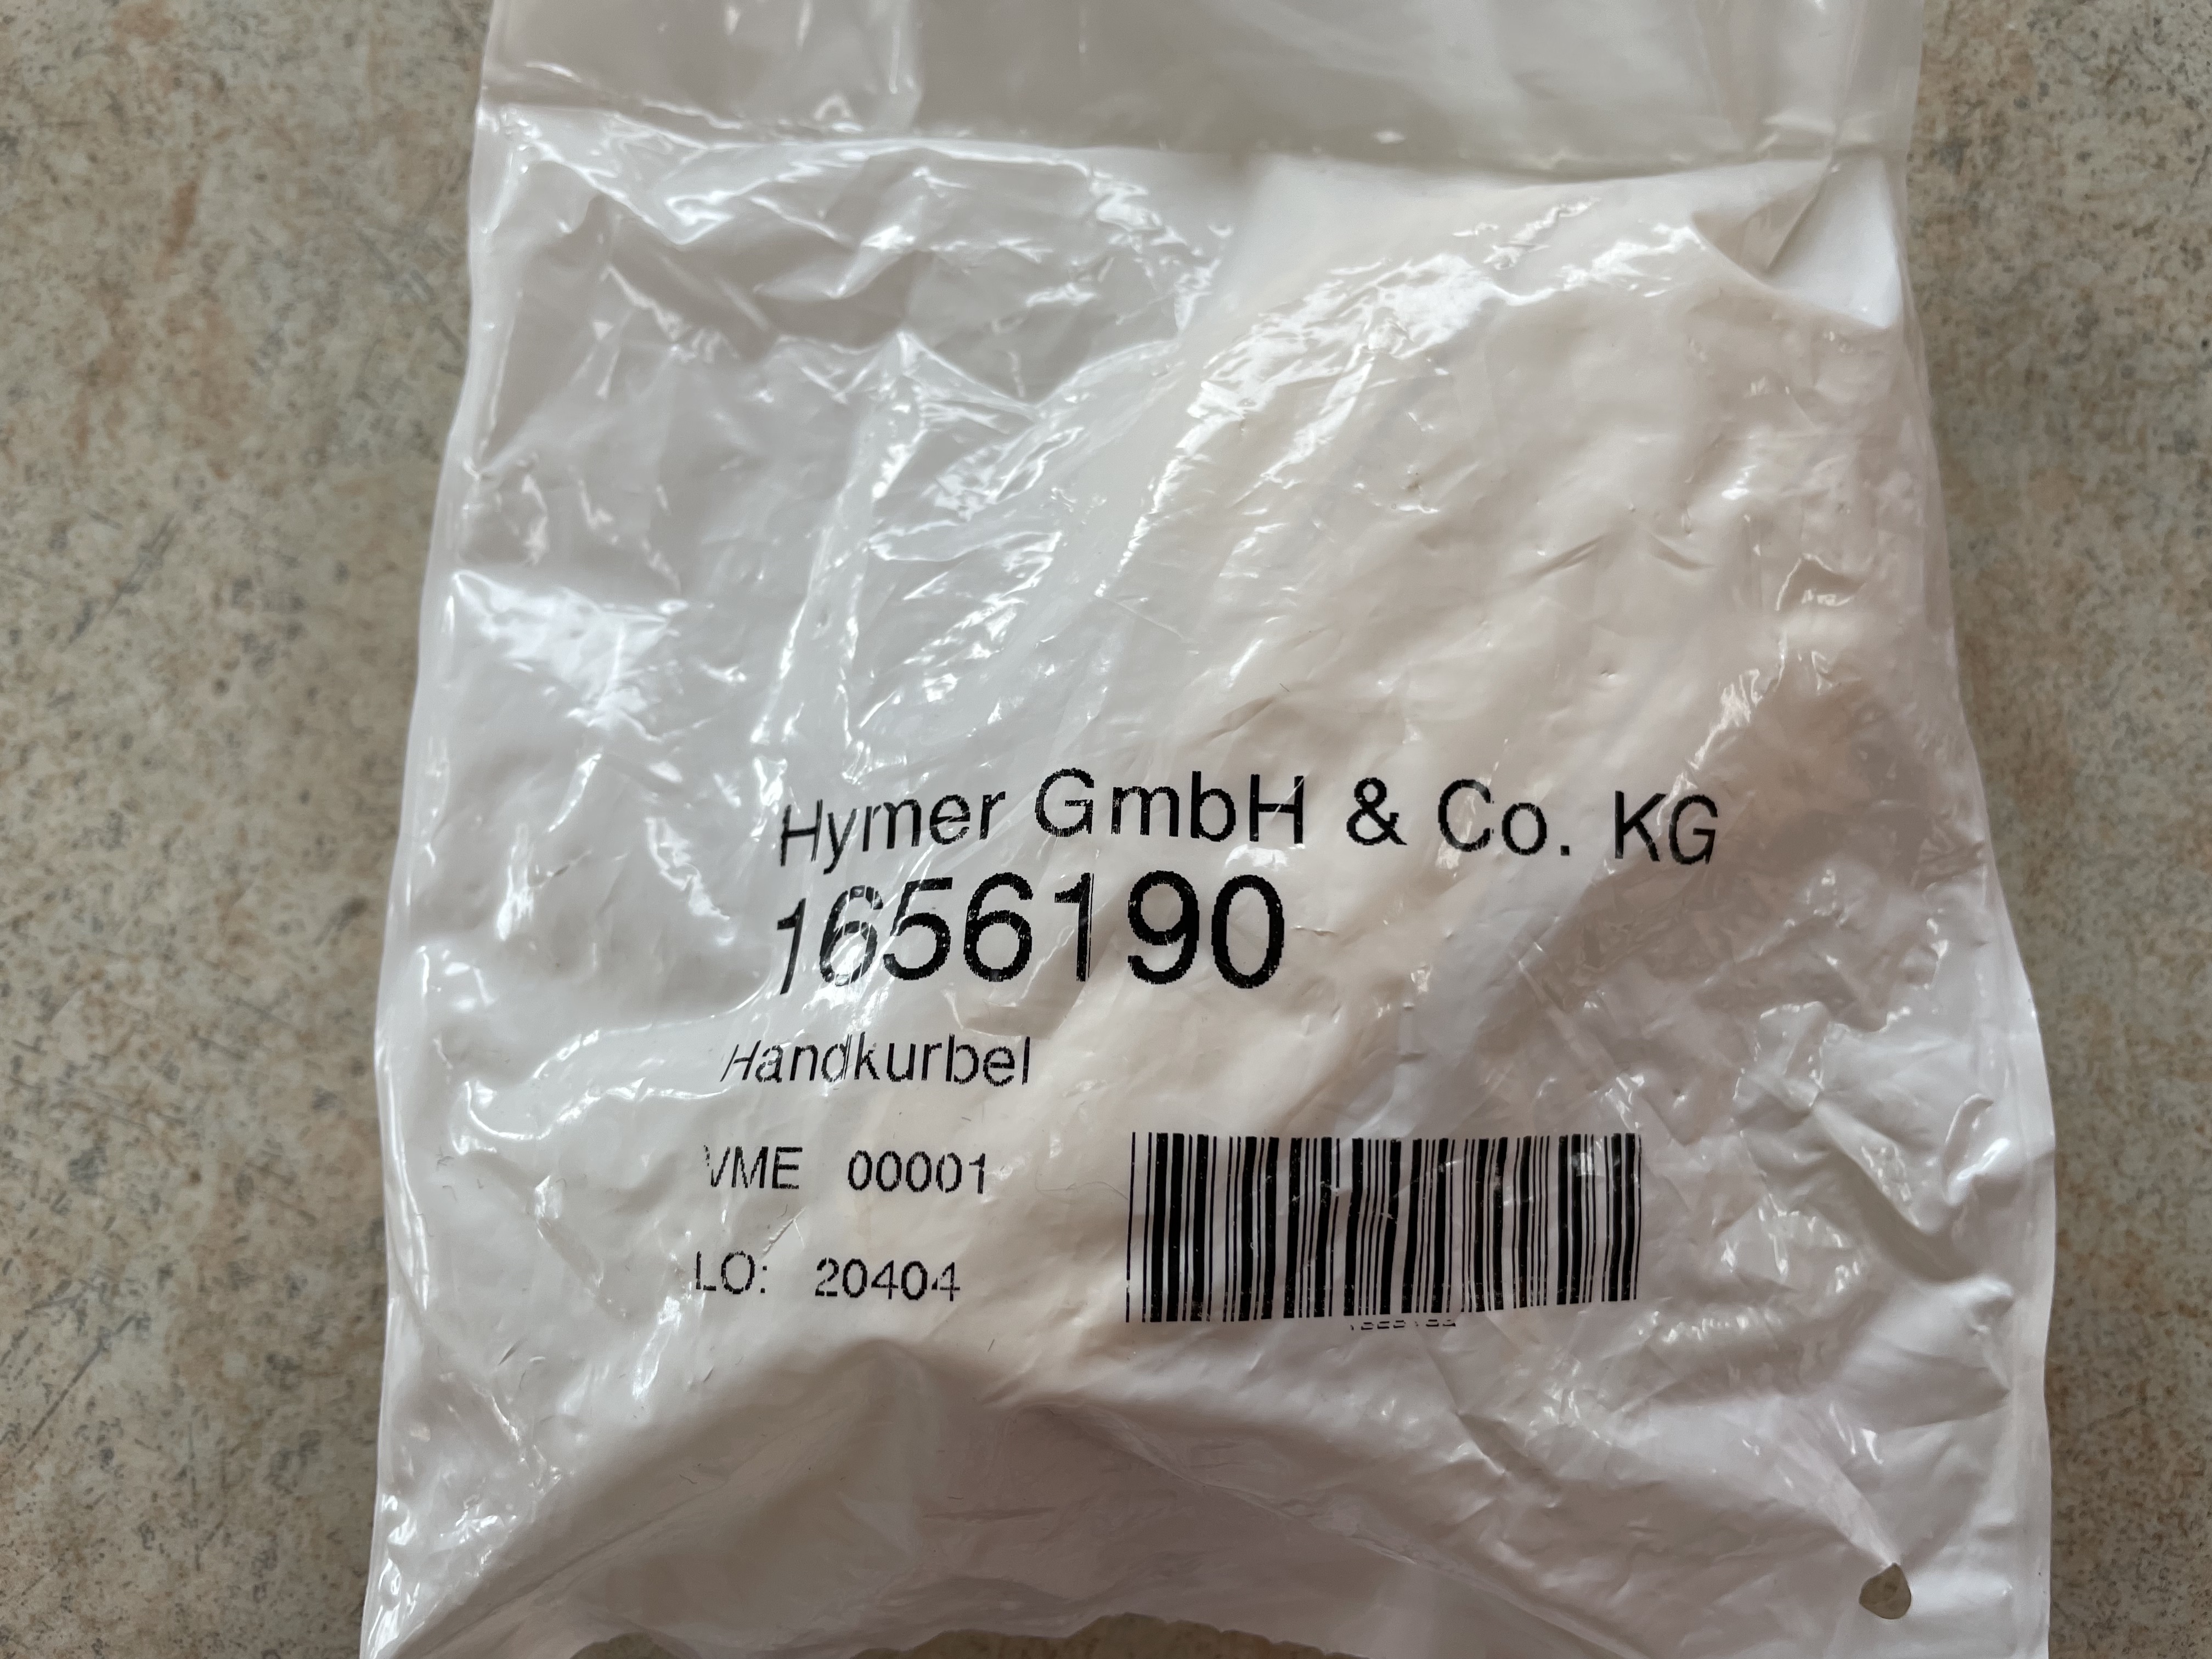 Hymer GmbH & Co. KG
1656190
Handkurbel
VME 00001
LO: 20404